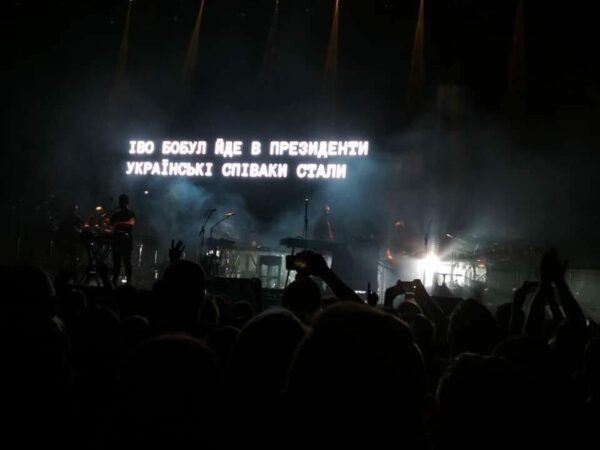 ІВО БОБУЛ ЙДЕ В ПРЕЗИДЕНТИ
УКРАЇНСЬКІ СПІВАКИ СТАЛИ